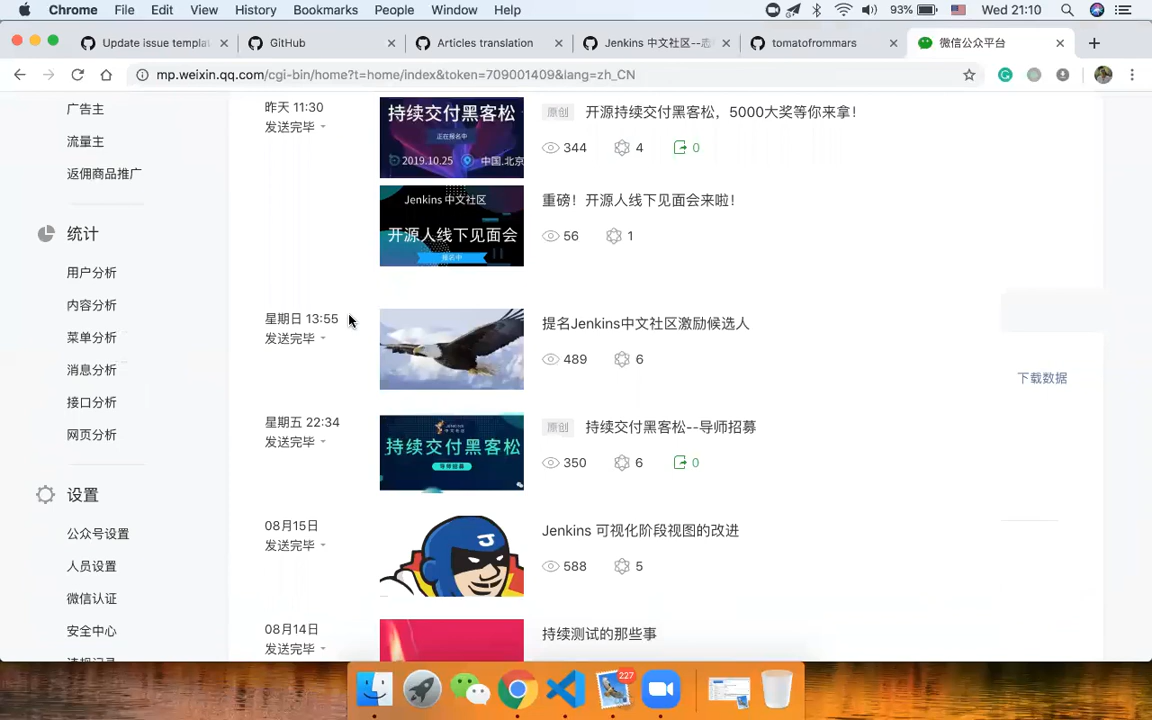 Chrome File Edit View History Bookmarks People Window Help 93% Wed 21:10
Update issue templa GitHub Articles translation Jenkins 中文社区--恧 tomatofrommars 微信公众平台
mp.weixin.qq.com/cgi-bin/home?t=home/index&token=709001409&lang=zh_CN
广告主
流量主
返佣商品推广
统计
用户分析
内容分析
菜单分析
消息分析
接口分析
网页分析
设置
公众号设置
人员设置
微信认证
安全中心
昨天 11:30
发送完毕
持续交付黑客松
正在报名中
2019.10.25 中国.北京
原创 开源持续交付黑客松，5000大奖等你来拿！
344 4 0
Jenkins 中文社区
开源人线下见面会
报名中
重磅！开源人线下见面会来啦！
56 1
星期日 13:55
发送完毕
提名Jenkins中文社区激励候选人
489 6
星期五 22:34
发送完毕
持续交付黑客松
导师招募
原创 持续交付黑客松--导师招募
350 6 0
08月15日
发送完毕
Jenkins 可视化阶段视图的改进
588 5
08月14日
发送完毕
持续测试的那些事
下载数据
227